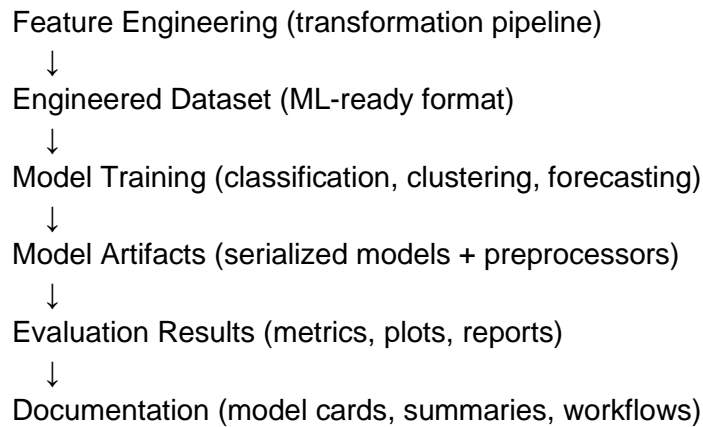 Feature Engineering (transformation pipeline)
↓
Engineered Dataset (ML-ready format)
↓
Model Training (classification, clustering, forecasting)
↓
Model Artifacts (serialized models + preprocessors)
↓
Evaluation Results (metrics, plots, reports)
↓
Documentation (model cards, summaries, workflows)